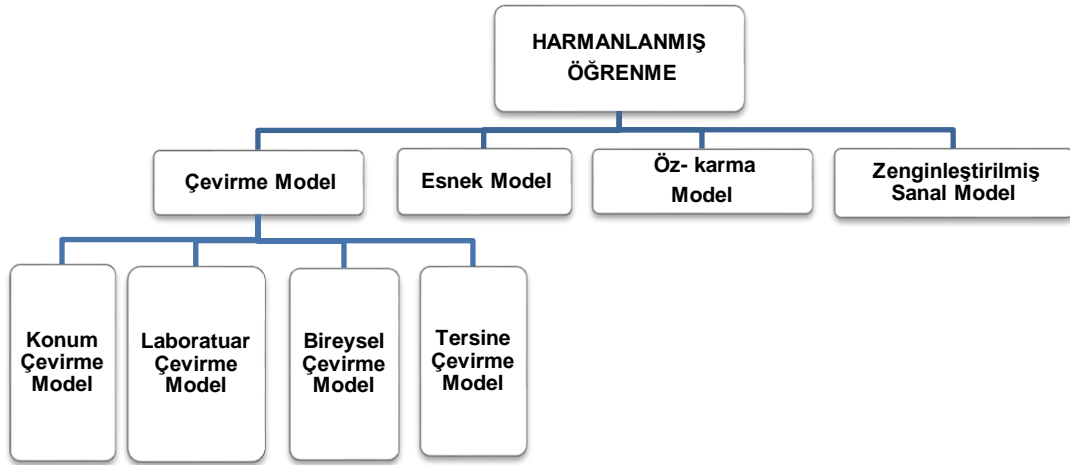 HARMANLANMIŞ
ÖĞRENME
Çevirme Model
Esnek Model
Öz- karma
Model
Zenginleştirilmiş
Sanal Model
Konum
Çevirme
Model
Laboratuar
Çevirme
Model
Bireysel
Çevirme
Model
Tersine
Çevirme
Model